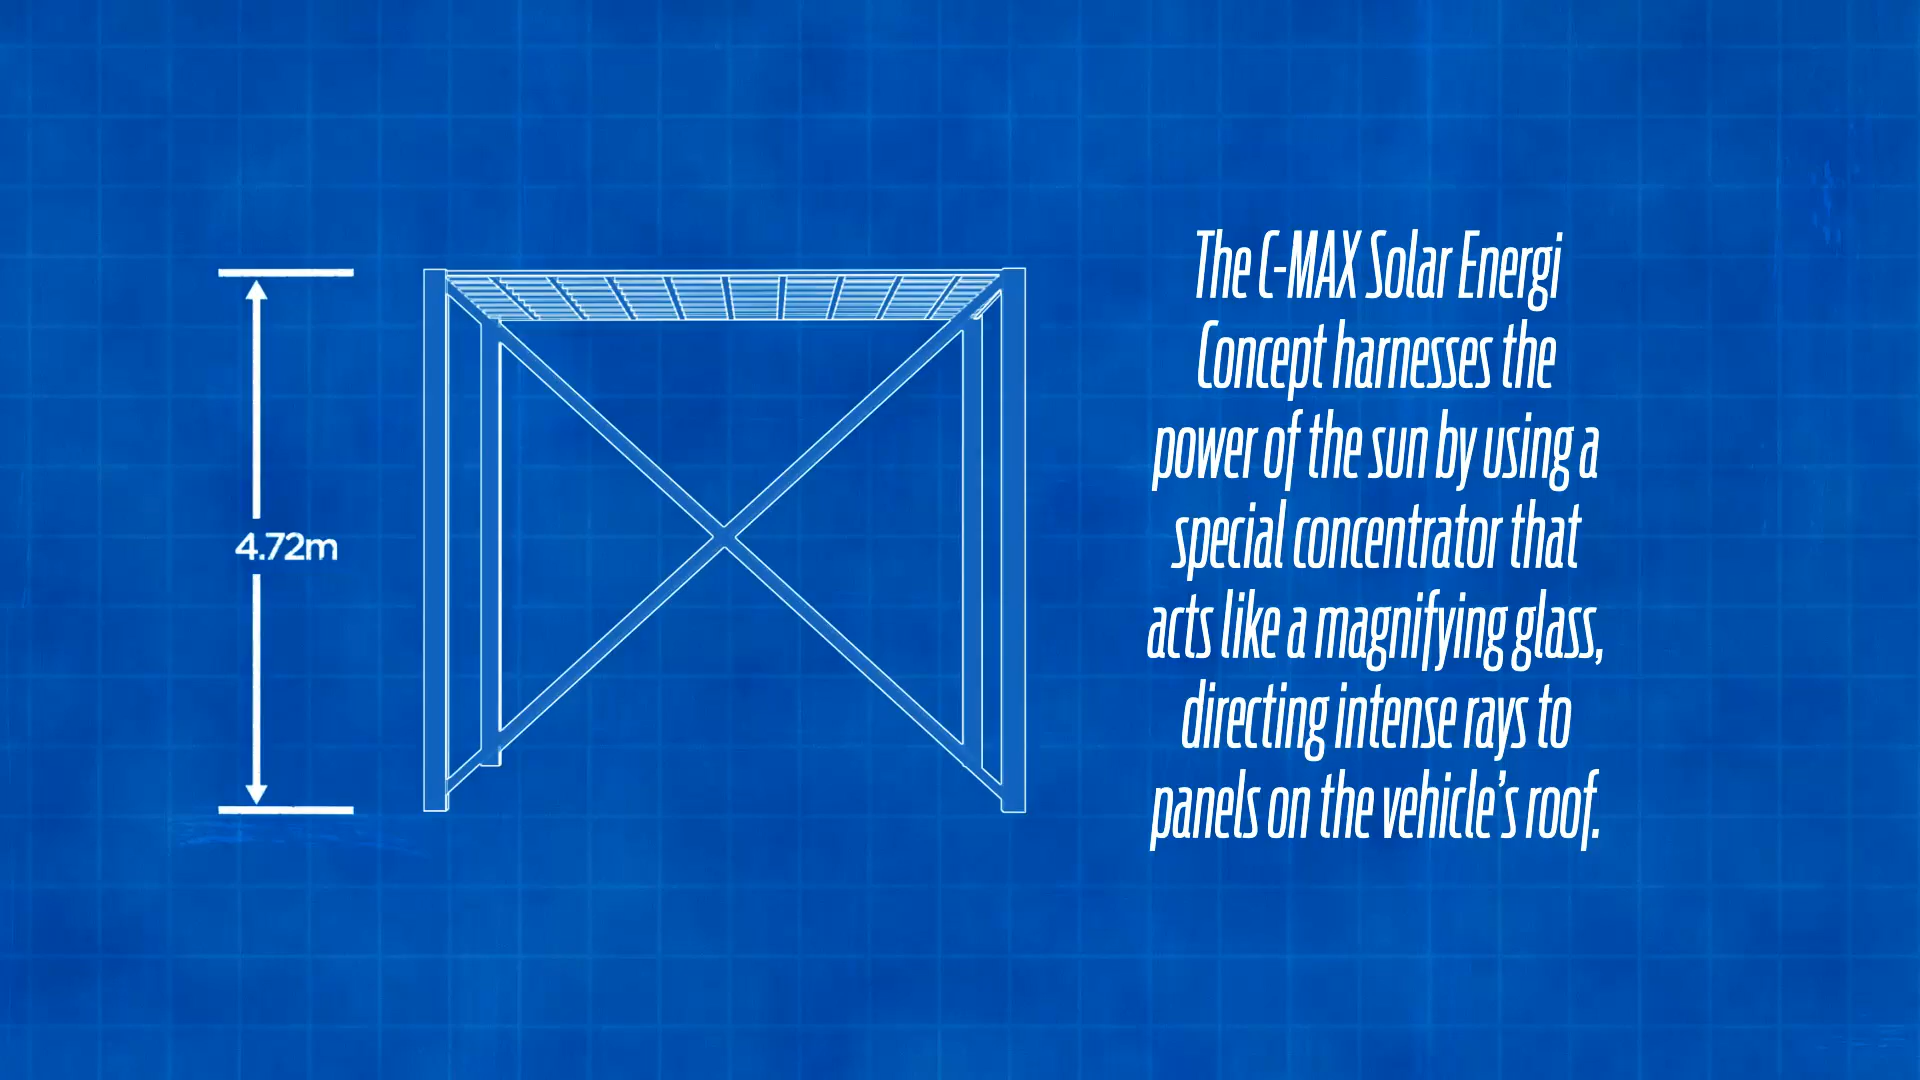 4.72m
The C-MAX Solar Energi
Concept harnesses the
power of the sun by using a
special concentrator that
acts like a magnifying glass,
directing intense rays to
panels on the vehicle’s roof.